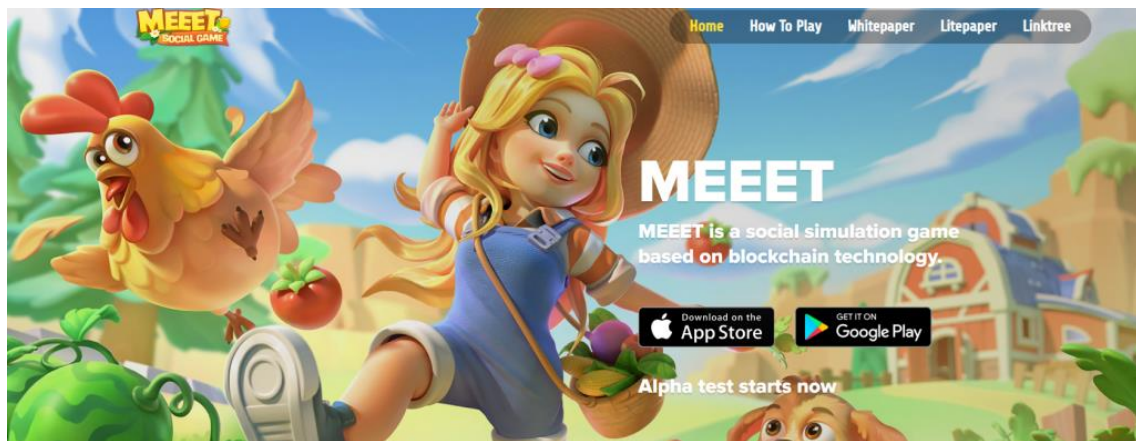 MEEET
SOCIAL GAME
Home How To Play Whitepaper Litepaper Linktree
MEEET
MEEET is a social simulation game
based on blockchain technology.
Download on the
App Store
GET IT ON
Google Play
Alpha test starts now